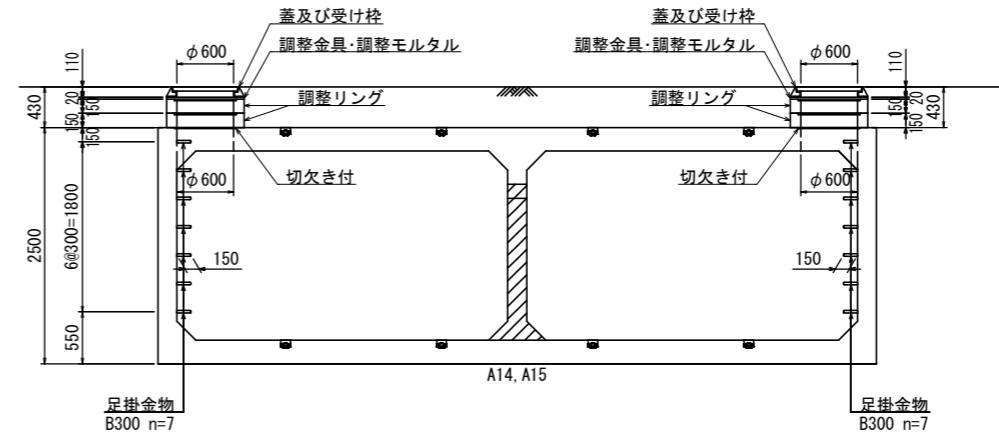 蓋及び受け枠
調整金具・調整モルタル
φ600
110
20
150
430
150
調整リング
150
切欠き付
φ600
2500
6@300=1800
150
550
足掛金物
B300 n=7
蓋及び受け枠
調整金具・調整モルタル
φ600
110
20
150
430
150
調整リング
切欠き付
φ600
150
A14,A15
足掛金物
B300 n=7